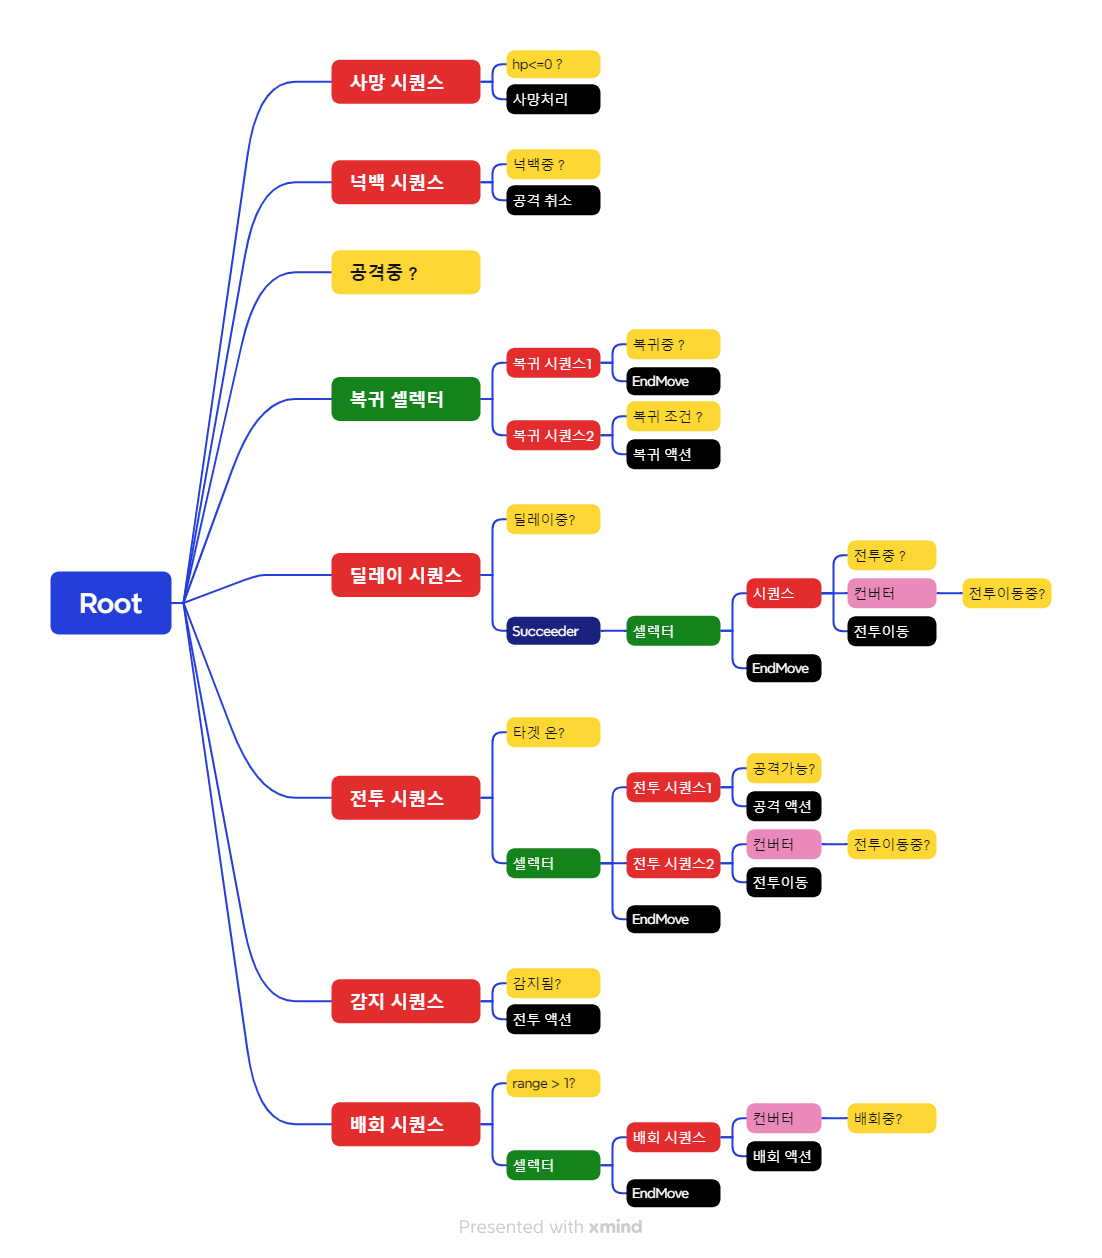 사망 시퀀스
hp<=0 ?
사망처리
넉백 시퀀스
넉백중 ?
공격 취소
공격중 ?
복귀 셀렉터
복귀 시퀀스1
복귀중 ?
EndMove
복귀 시퀀스2
복귀 조건 ?
복귀 액션
Root
딜레이 시퀀스
딜레이중?
Succeeder
셀렉터
시퀀스
전투중 ?
컨버터
전투이동중?
전투이동
EndMove
전투 시퀀스
타겟 온?
셀렉터
전투 시퀀스1
공격가능?
공격 액션
전투 시퀀스2
컨버터
전투이동중?
전투이동
EndMove
감지 시퀀스
감지됨?
전투 액션
배회 시퀀스
range > 1?
셀렉터
배회 시퀀스
컨버터
배회중?
배회 액션
EndMove
Presented with xmind